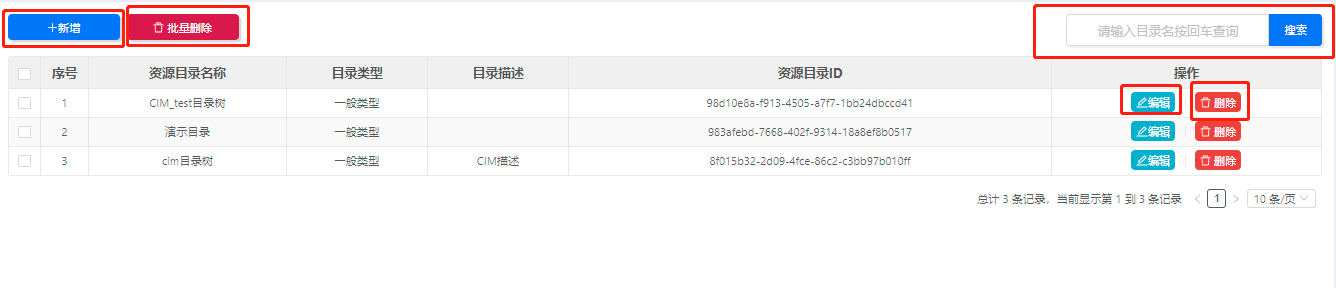 +新增 批量删除 请输入目录名按回车查询 搜索
序号 资源目录名称 目录类型 目录描述 资源目录ID 操作
1 CIM_test目录树 一般类型 98d10e8a-f913-4505-a7f7-1bb24dbccd41 编辑 删除
2 演示目录 一般类型 983afebd-7668-402f-9314-18a8ef8b0517 编辑 删除
3 cim目录树 一般类型 CIM描述 8f015b32-2d09-4fce-86c2-c3bb97b010ff 编辑 删除
总计 3 条记录，当前显示第 1 到 3 条记录 < 1 > 10 条/页